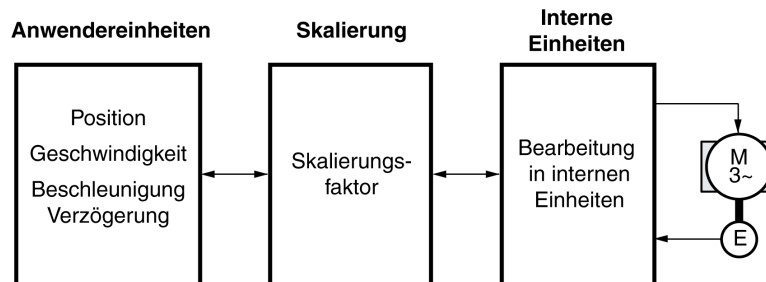 Anwendereinheiten
Skalierung
Interne
Einheiten
Position
Geschwindigkeit
Beschleunigung
Verzögerung
Skalierungs-
faktor
Bearbeitung
in internen
Einheiten
M
3~
E